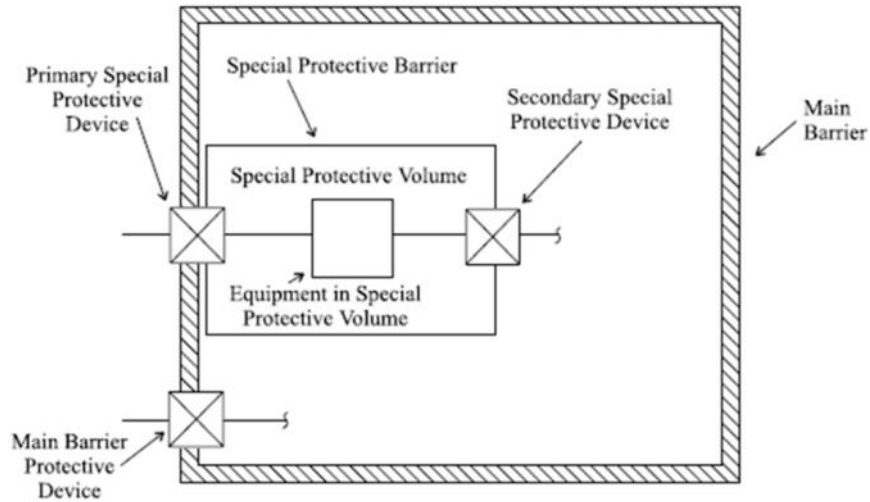 Primary Special
Protective
Device
Special Protective Barrier
Secondary Special
Protective Device
Main
Barrier
Special Protective Volume
Equipment in Special
Protective Volume
Main Barrier
Protective
Device